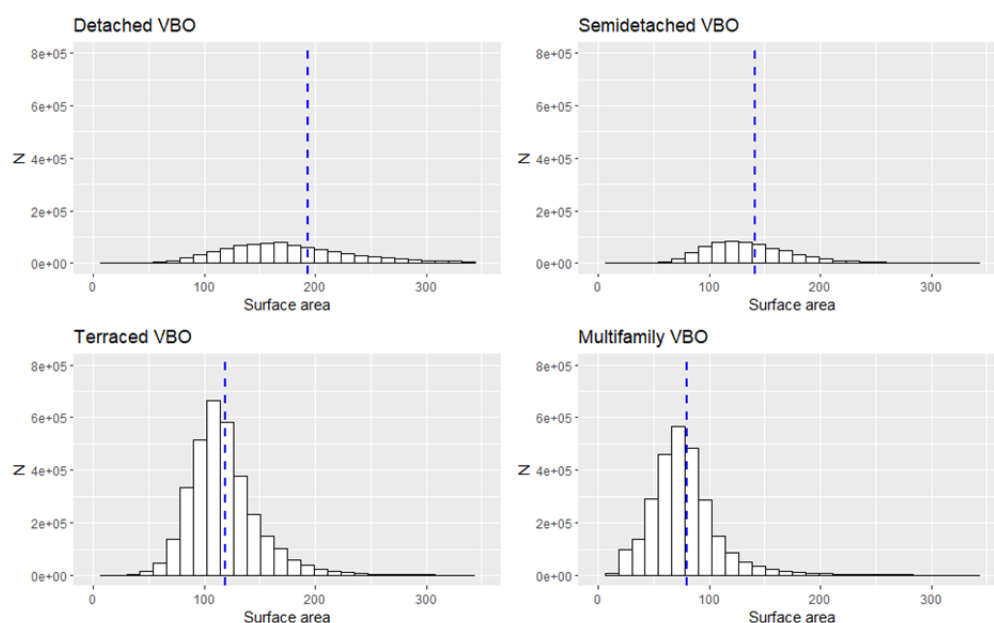 Detached VBO
8e+05
6e+05
4e+05
2e+05
0e+00
N
0 100 200 300
Surface area
Semidetached VBO
8e+05
6e+05
4e+05
2e+05
0e+00
N
0 100 200 300
Surface area
Terraced VBO
8e+05
6e+05
4e+05
2e+05
0e+00
N
0 100 200 300
Surface area
Multifamily VBO
8e+05
6e+05
4e+05
2e+05
0e+00
N
0 100 200 300
Surface area